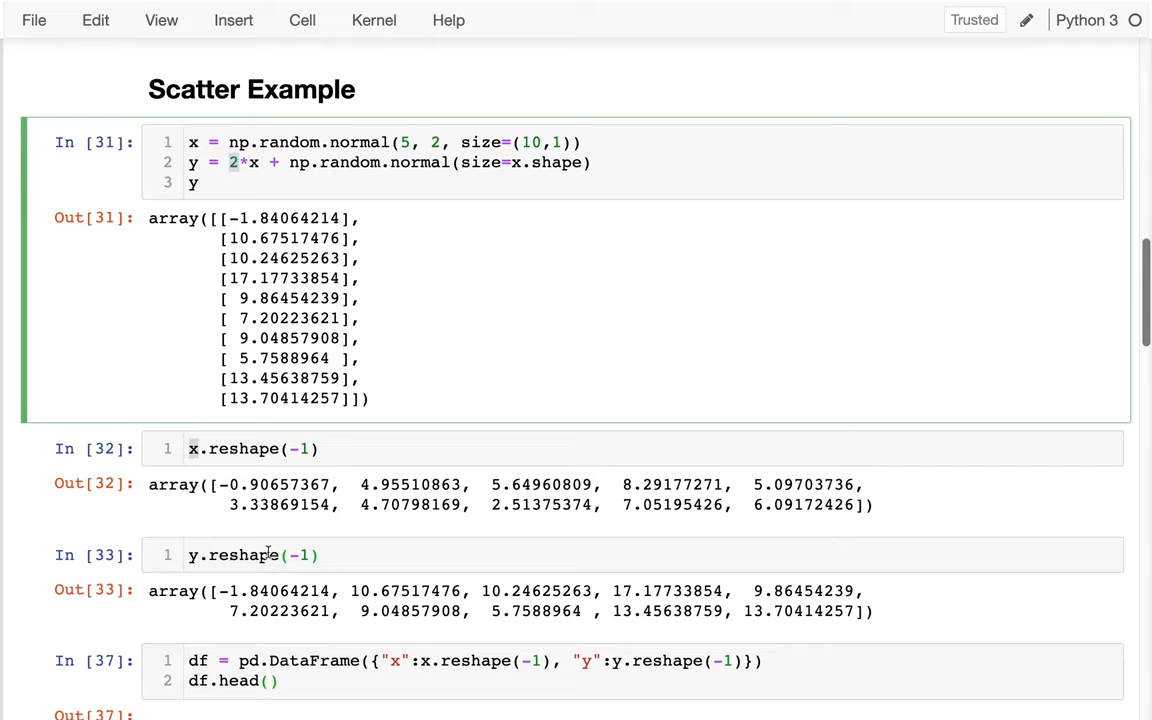 File Edit View Insert Cell Kernel Help Trusted Python 3
Scatter Example
In [31]: 1 x = np.random.normal(5, 2, size=(10,1))
2 y = 2*x + np.random.normal(size=x.shape)
3 y
Out[31]: array([[-1.84064214],
[10.67517476],
[10.24625263],
[17.17733854],
[ 9.86454239],
[ 7.20223621],
[ 9.04857908],
[ 5.7588964 ],
[13.45638759],
[13.70414257]])
In [32]: 1 x.reshape(-1)
Out[32]: array([-0.90657367, 4.95510863, 5.64960809, 8.29177271, 5.09703736,
3.33869154, 4.70798169, 2.51375374, 7.05195426, 6.09172426])
In [33]: 1 y.reshape(-1)
Out[33]: array([-1.84064214, 10.67517476, 10.24625263, 17.17733854, 9.86454239,
7.20223621, 9.04857908, 5.7588964 , 13.45638759, 13.70414257])
In [37]: 1 df = pd.DataFrame({"x":x.reshape(-1), "y":y.reshape(-1)})
2 df.head()
Out[37]: